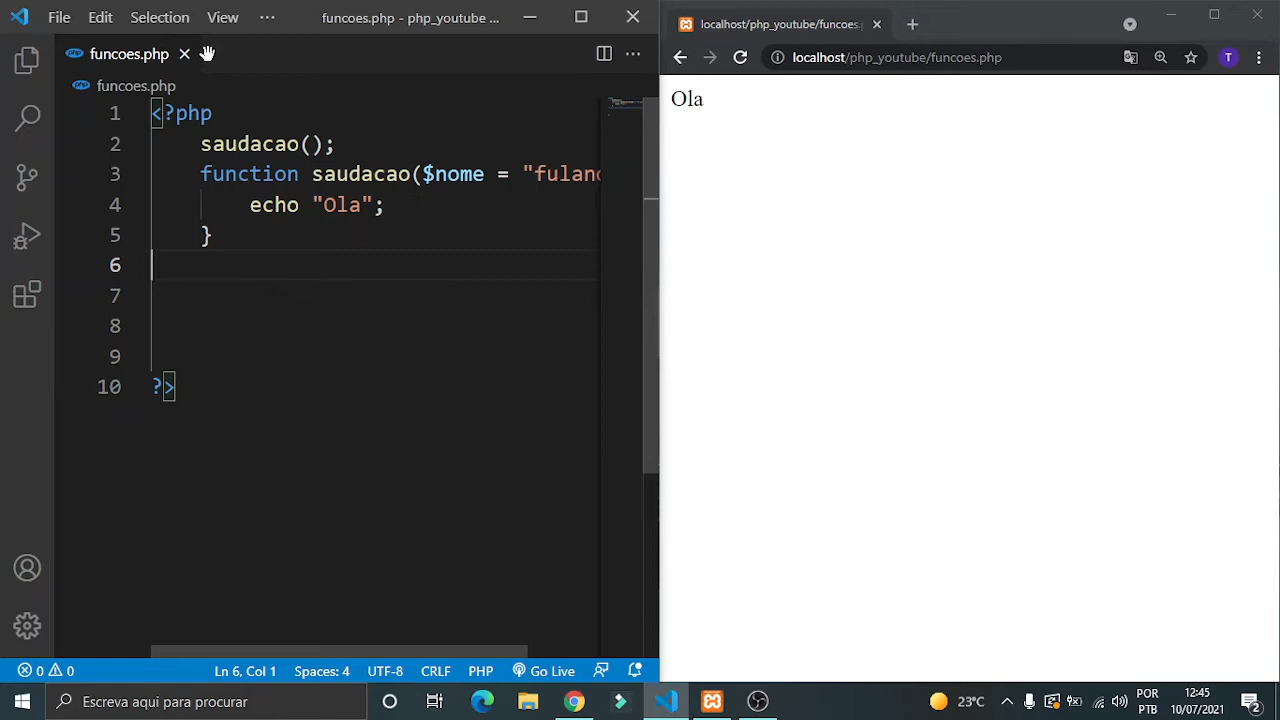 File Edit Selection View ··· funcoes.php - php_youtube ...
funcoes.php
funcoes.php
1 <?php
2 saudacao();
3 function saudacao($nome = "fulano
4 echo "Ola";
5 }
6
7
8
9
10 ?>
0 0 Ln 6, Col 1 Spaces: 4 UTF-8 CRLF PHP Go Live
localhost/php_youtube/funcoes.p
localhost/php_youtube/funcoes.php T
Ola
Escreva aqui para procurar 23°C POR 12:45
PTB 10/07/2021 2